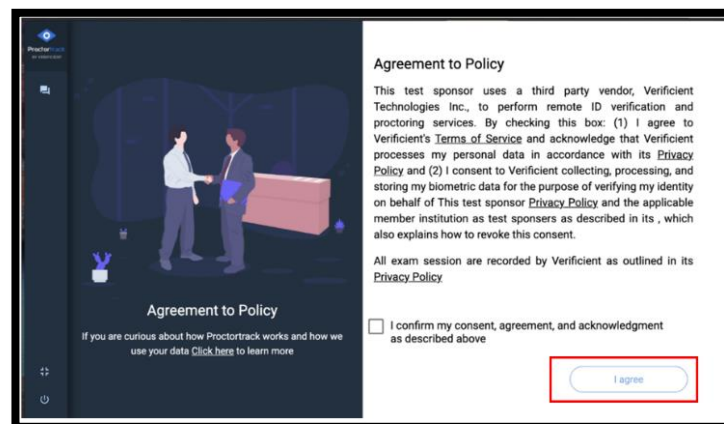 Proctortrack
BY VERIFICIENT
Agreement to Policy
If you are curious about how Proctortrack works and how we
use your data Click here to learn more
Agreement to Policy
This test sponsor uses a third party vendor, Verificient
Technologies Inc., to perform remote ID verification and
proctoring services. By checking this box: (1) I agree to
Verificient's Terms of Service and acknowledge that Verificient
processes my personal data in accordance with its Privacy
Policy and (2) I consent to Verificient collecting, processing, and
storing my biometric data for the purpose of verifying my identity
on behalf of This test sponsor Privacy Policy and the applicable
member institution as test sponsers as described in its , which
also explains how to revoke this consent.
All exam session are recorded by Verificient as outlined in its
Privacy Policy
I confirm my consent, agreement, and acknowledgment
as described above
I agree